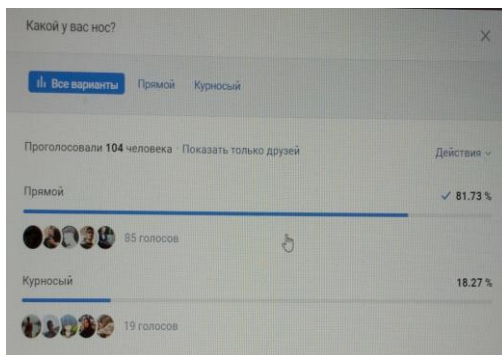 Какой у вас нос?
Все варианты Прямой Курносый
Проголосовали 104 человека · Показать только друзей Действия
Прямой 81.73 %
85 голосов
Курносый 18.27 %
19 голосов